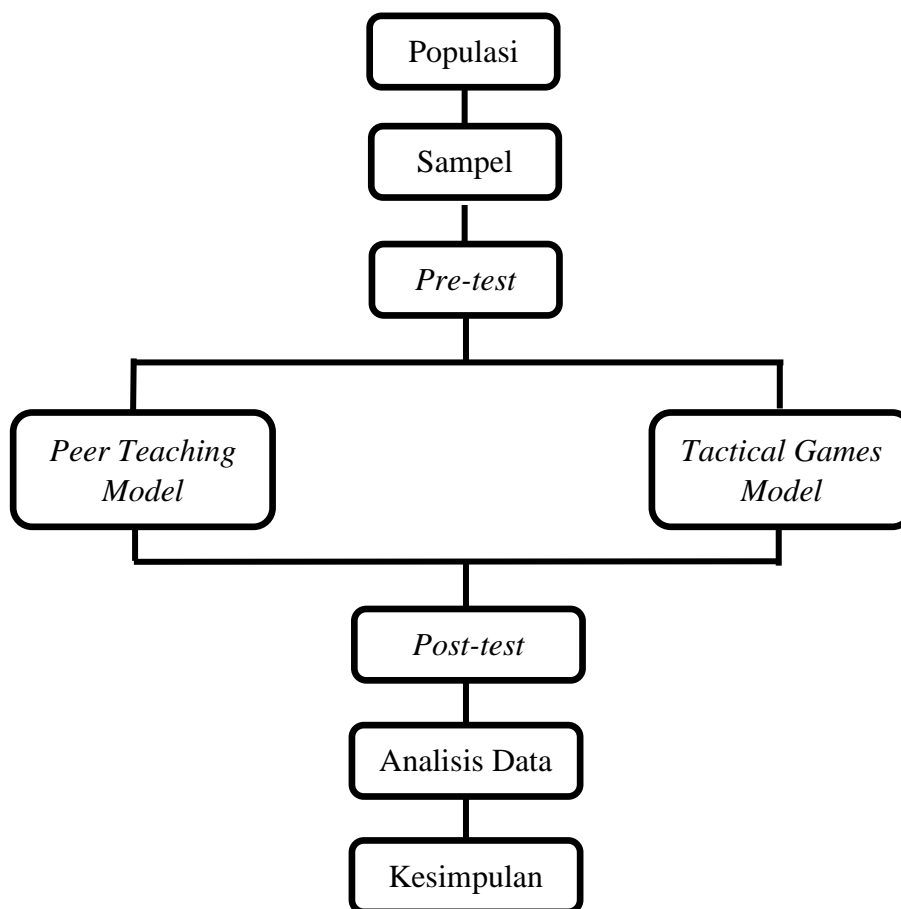 Populasi
Sampel
Pre-test
Peer Teaching
Model
Tactical Games
Model
Post-test
Analisis Data
Kesimpulan